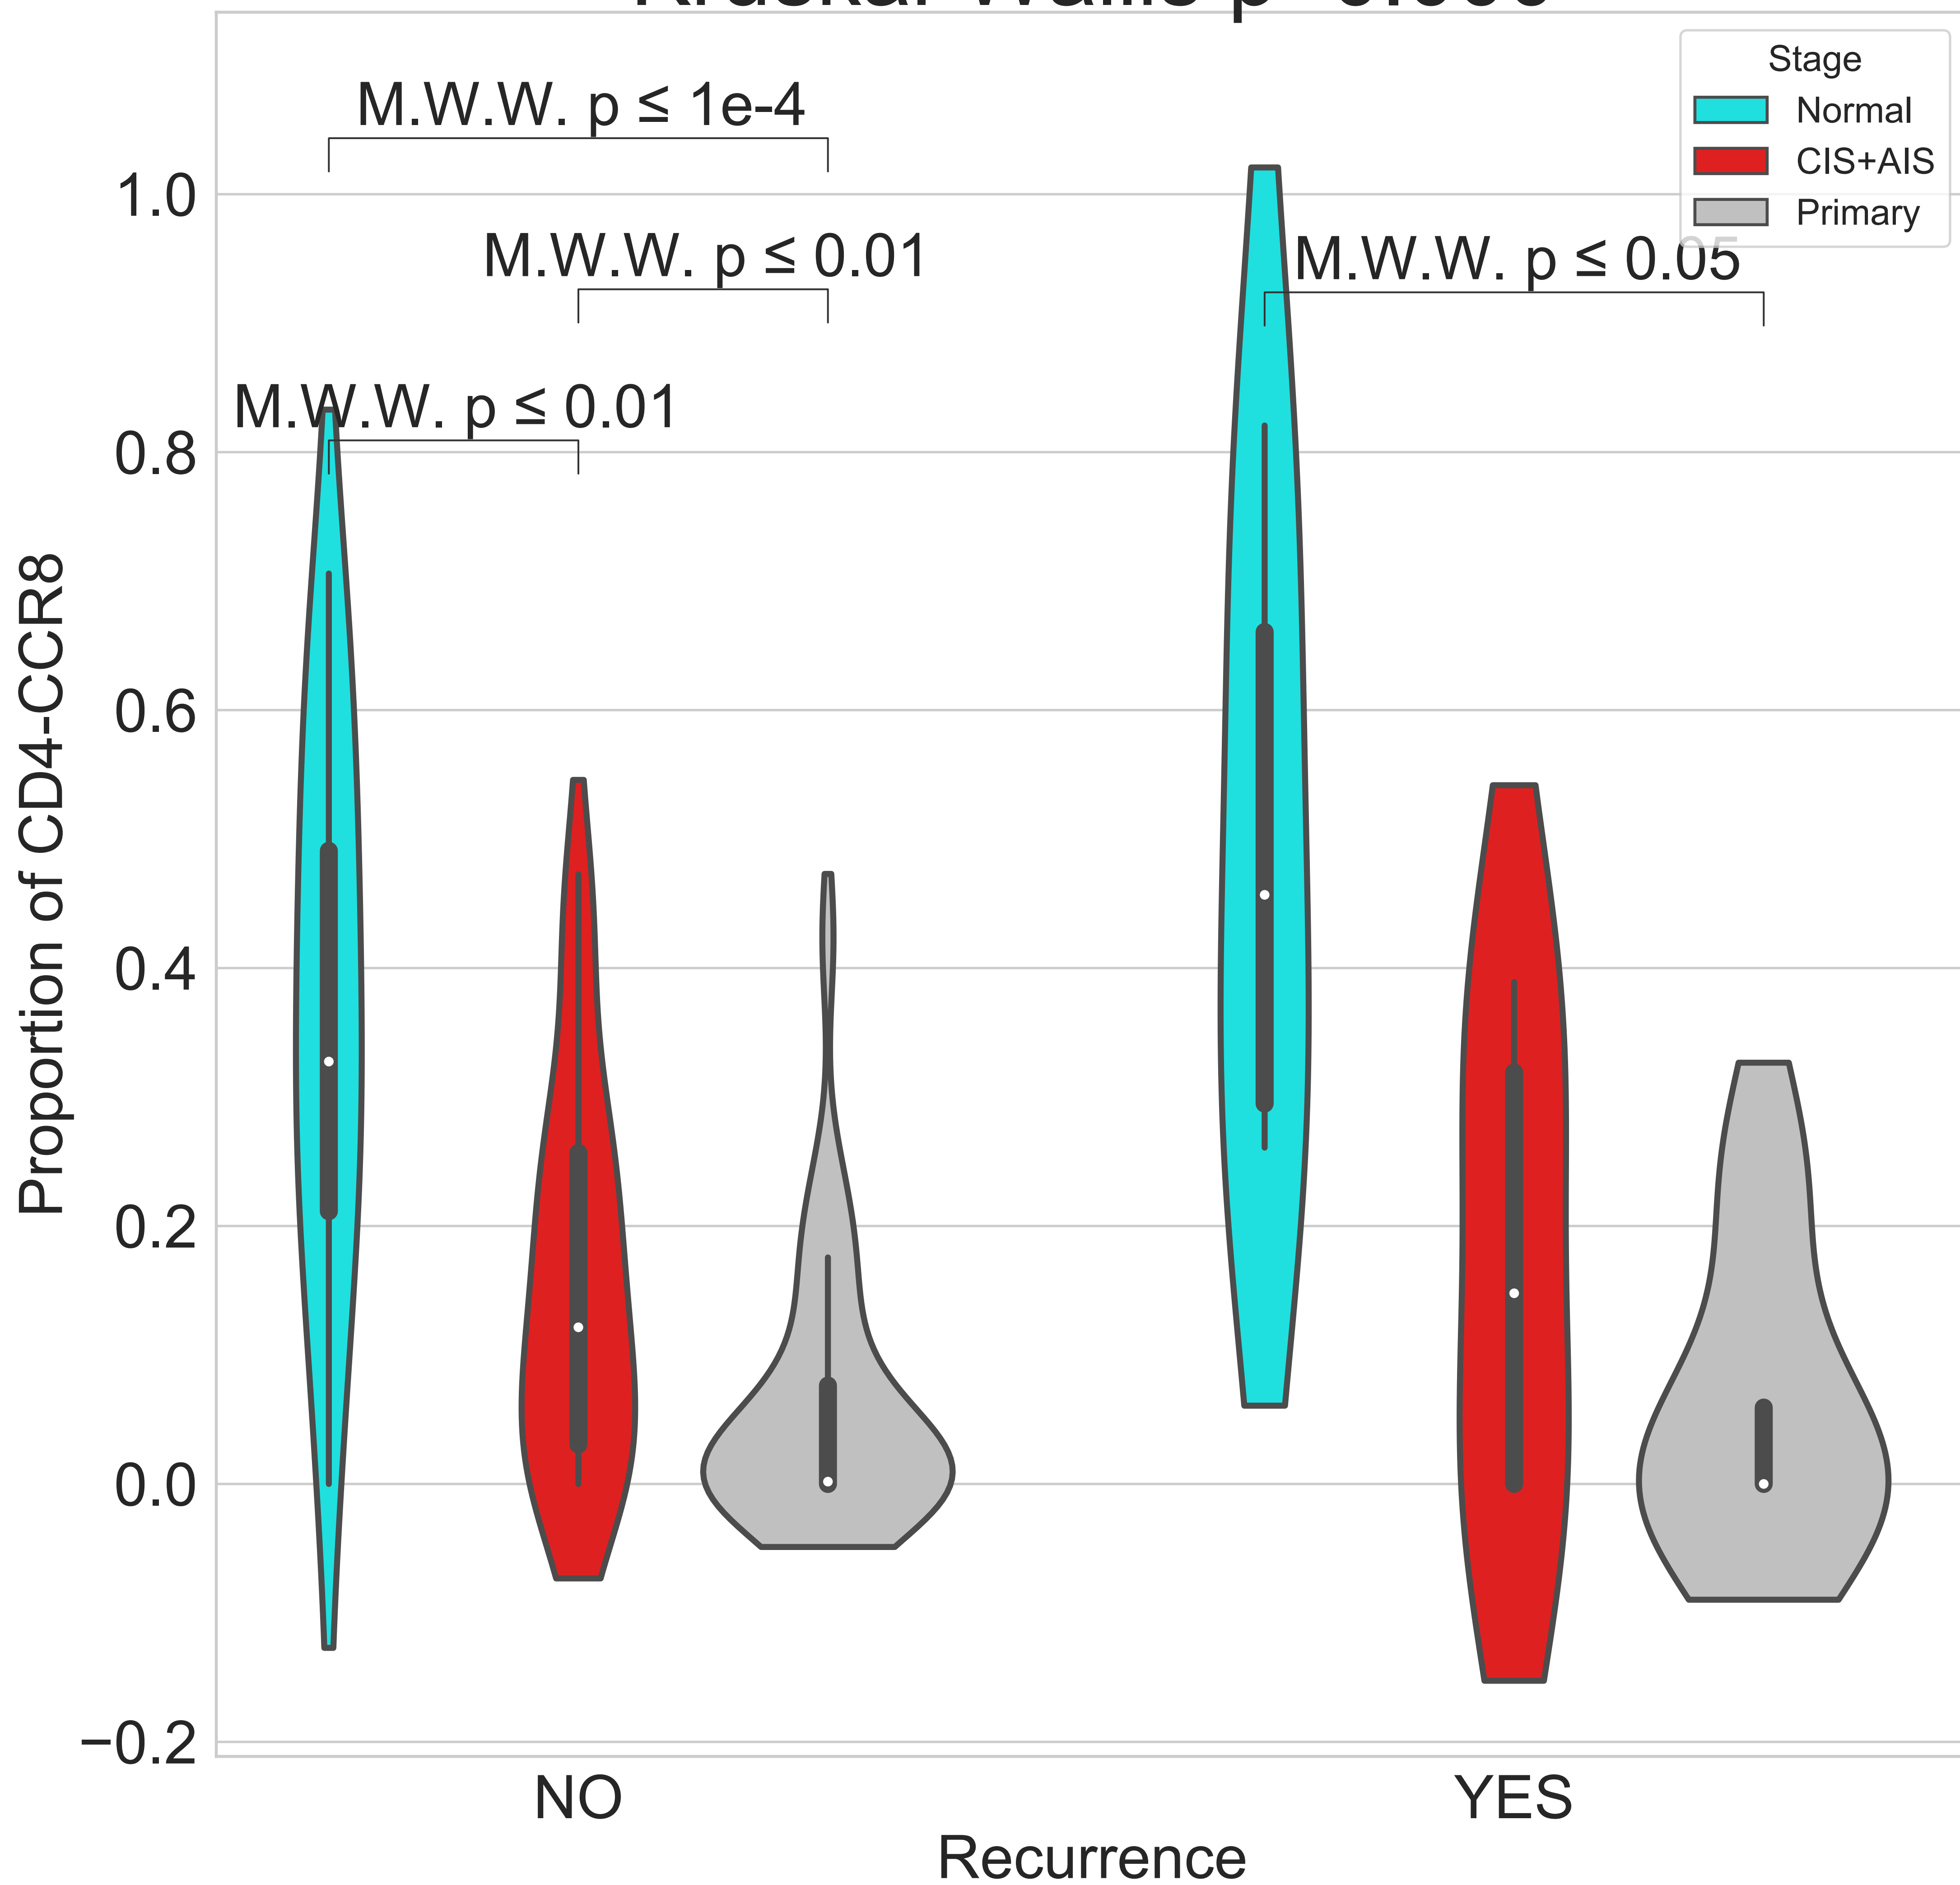 Stage
Normal
CIS+AIS
Primary
M.W.W. p ≤ 1e-4
M.W.W. p ≤ 0.01
M.W.W. p ≤ 0.05
M.W.W. p ≤ 0.01
1.0
0.8
0.6
0.4
0.2
0.0
−0.2
Proportion of CD4-CCR8
NO
YES
Recurrence